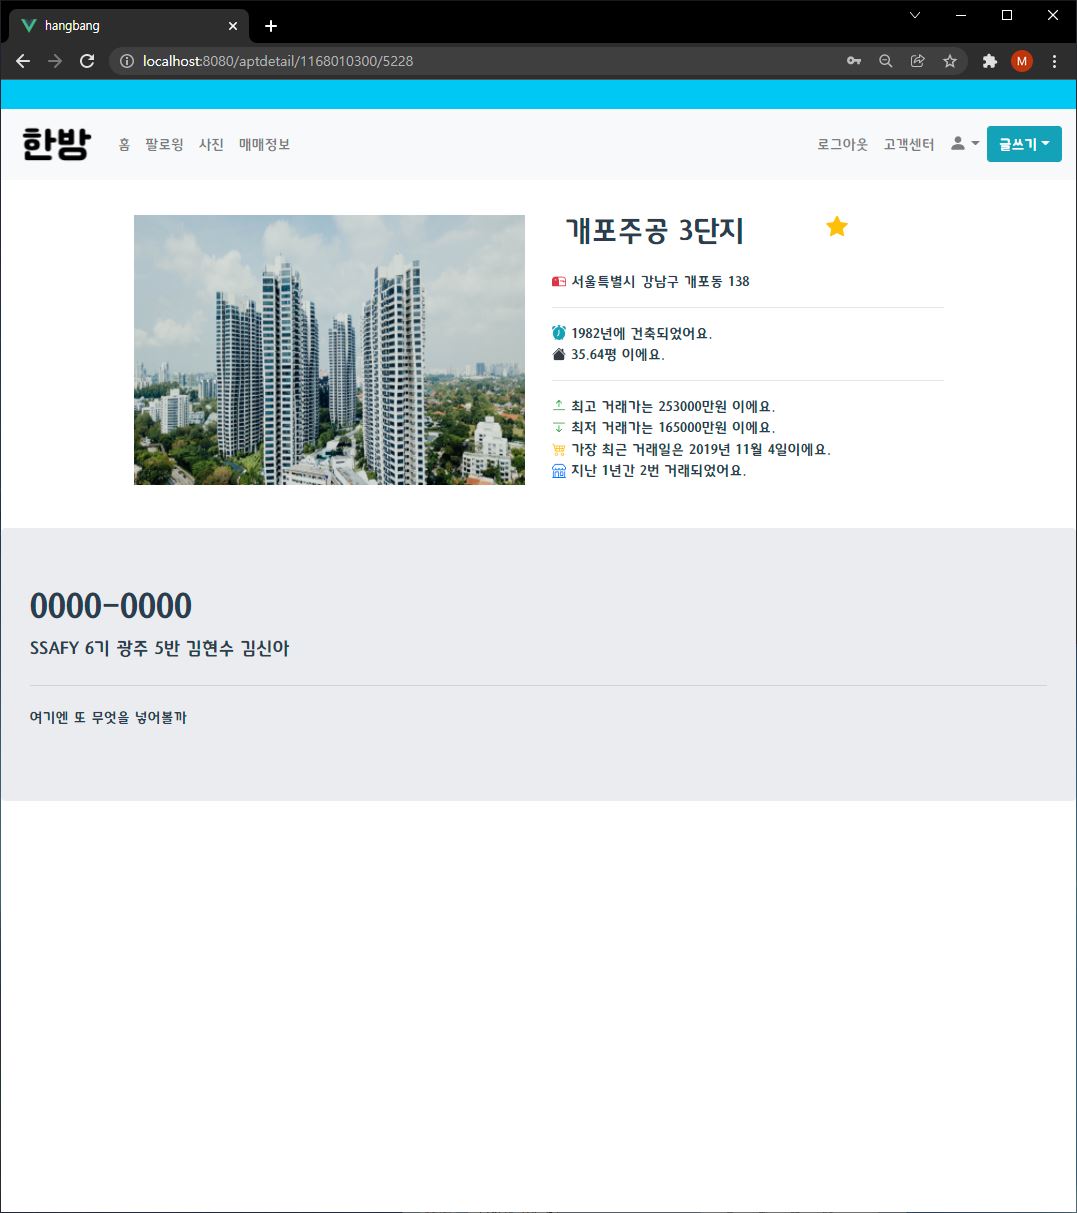 hangbang
localhost:8080/aptdetail/1168010300/5228
M
한방
홈 팔로윙 사진 매매정보
로그아웃 고객센터 글쓰기
개포주공 3단지
서울특별시 강남구 개포동 138
1982년에 건축되었어요.
35.64평 이에요.
최고 거래가는 253000만원 이에요.
최저 거래가는 165000만원 이에요.
가장 최근 거래일은 2019년 11월 4일이에요.
지난 1년간 2번 거래되었어요.
0000-0000
SSAFY 6기 광주 5반 김현수 김신아
여기엔 또 무엇을 넣어볼까